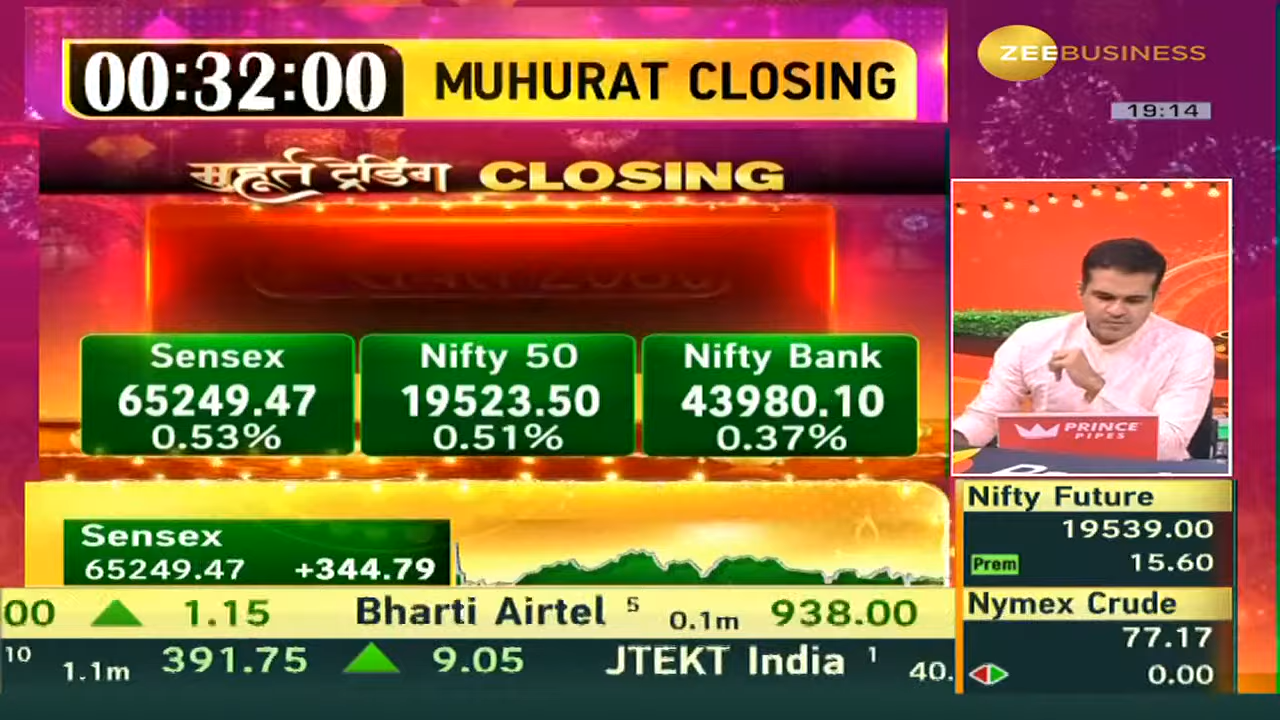 00:32:00 MUHURAT CLOSING
ZEEBUSINESS
19:14
मुहूर्त ट्रेडिंग CLOSING
Sensex
65249.47
0.53%
Nifty 50
19523.50
0.51%
Nifty Bank
43980.10
0.37%
PRINCE
PIPES
Sensex
65249.47 +344.79
Nifty Future
19539.00
Prem 15.60
Nymex Crude
77.17
0.00
00 ▲ 1.15 Bharti Airtel 5 0.1m 938.00
10 1.1m 391.75 ▲ 9.05 JTEKT India 1 40.